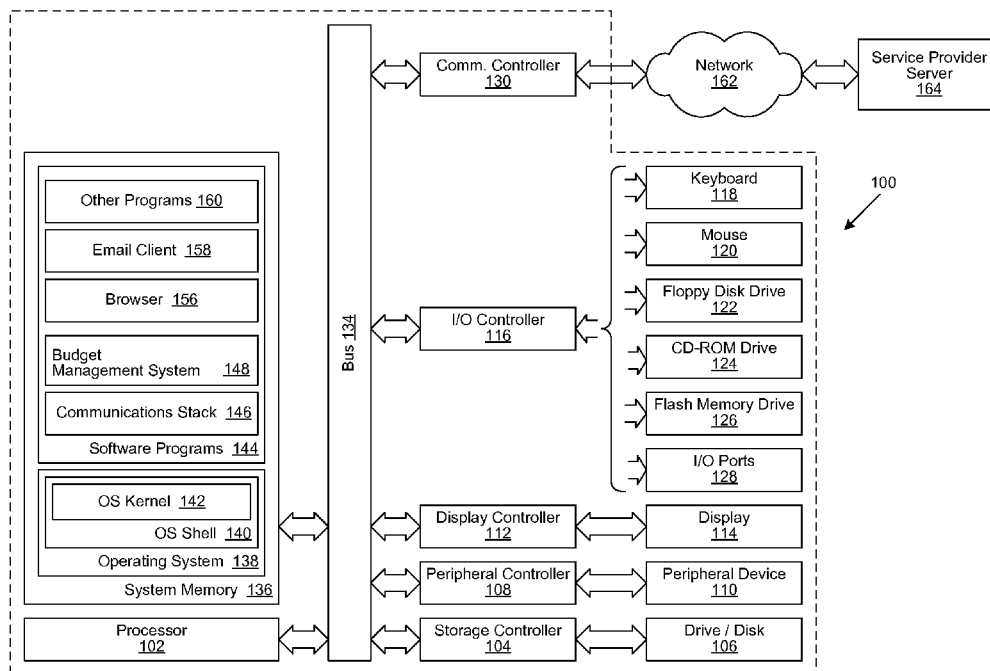 Comm. Controller
130
Network
162
Service Provider
Server
164
100
Other Programs 160
Email Client 158
Browser 156
Budget
Management System 148
Communications Stack 146
Software Programs 144
OS Kernel 142
OS Shell 140
Operating System 138
System Memory 136
Processor
102
Bus 134
I/O Controller
116
Keyboard
118
Mouse
120
Floppy Disk Drive
122
CD-ROM Drive
124
Flash Memory Drive
126
I/O Ports
128
Display Controller
112
Display
114
Peripheral Controller
108
Peripheral Device
110
Storage Controller
104
Drive / Disk
106